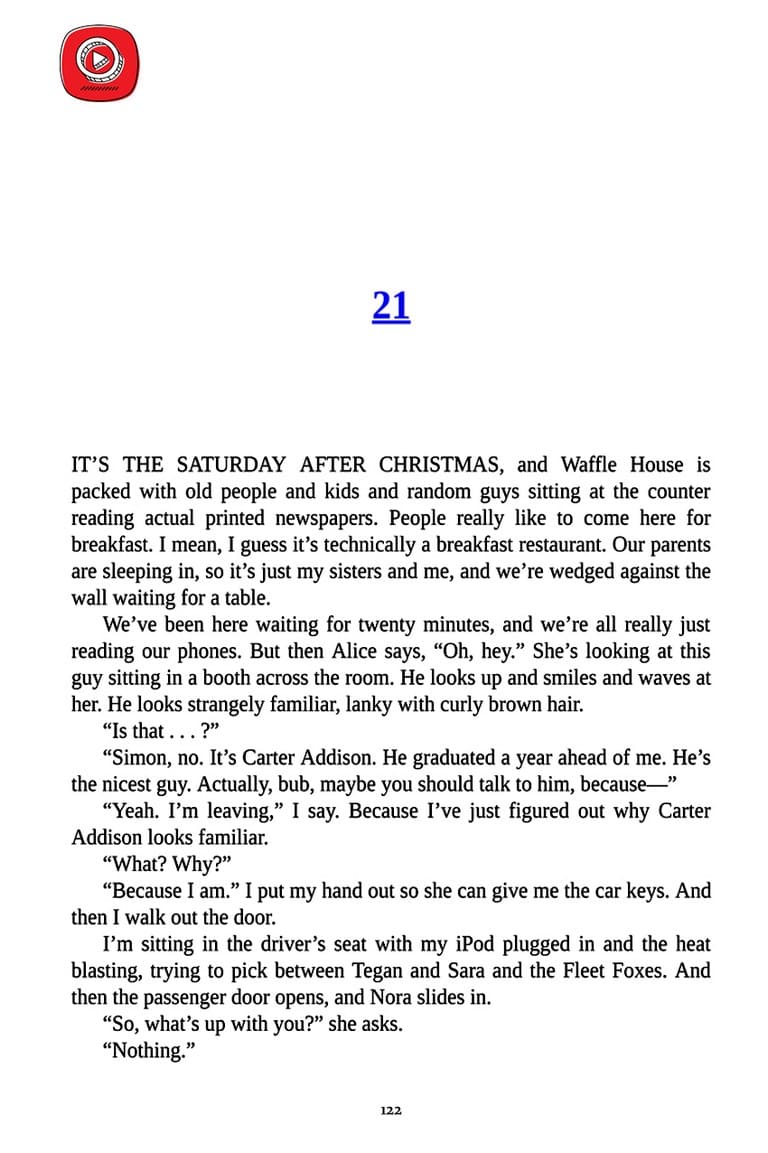 21
IT’S THE SATURDAY AFTER CHRISTMAS, and Waffle House is
packed with old people and kids and random guys sitting at the counter
reading actual printed newspapers. People really like to come here for
breakfast. I mean, I guess it’s technically a breakfast restaurant. Our parents
are sleeping in, so it’s just my sisters and me, and we’re wedged against the
wall waiting for a table.
We’ve been here waiting for twenty minutes, and we’re all really just
reading our phones. But then Alice says, “Oh, hey.” She’s looking at this
guy sitting in a booth across the room. He looks up and smiles and waves at
her. He looks strangely familiar, lanky with curly brown hair.
“Is that . . . ?”
“Simon, no. It’s Carter Addison. He graduated a year ahead of me. He’s
the nicest guy. Actually, bub, maybe you should talk to him, because—”
“Yeah. I’m leaving,” I say. Because I’ve just figured out why Carter
Addison looks familiar.
“What? Why?”
“Because I am.” I put my hand out so she can give me the car keys. And
then I walk out the door.
I’m sitting in the driver’s seat with my iPod plugged in and the heat
blasting, trying to pick between Tegan and Sara and the Fleet Foxes. And
then the passenger door opens, and Nora slides in.
“So, what’s up with you?” she asks.
“Nothing.”
122